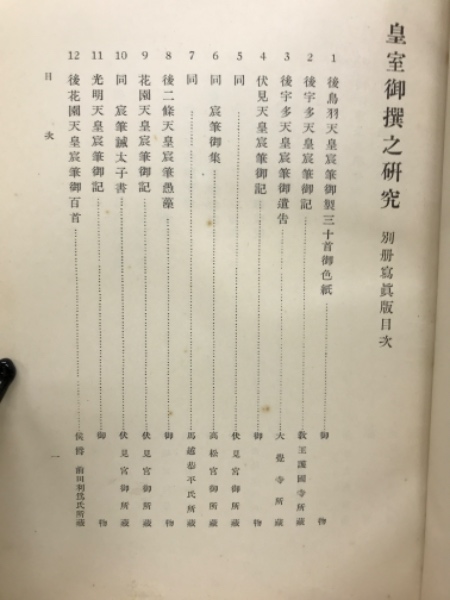 皇室御撰之硏究 別冊寫眞版目次
1 後鳥羽天皇宸筆御製三十首御色紙………御物
2 後宇多天皇宸筆御記………教王護國寺所藏
3 後宇多天皇宸筆御遺告………大覺寺所藏
4 伏見天皇宸筆御記………御物
5 同………伏見宮御所藏
6 同 宸筆御集………高松宮御所藏
7 同………馬越恭平氏所藏
8 後二條天皇宸筆愚藻………御物
9 花園天皇宸筆御記………伏見宮御所藏
10 同 宸筆誡太子書………伏見宮御所藏
11 光明天皇宸筆御記………御物
12 後花園天皇宸筆御百首………侯爵 前田利爲氏所藏
目次 一